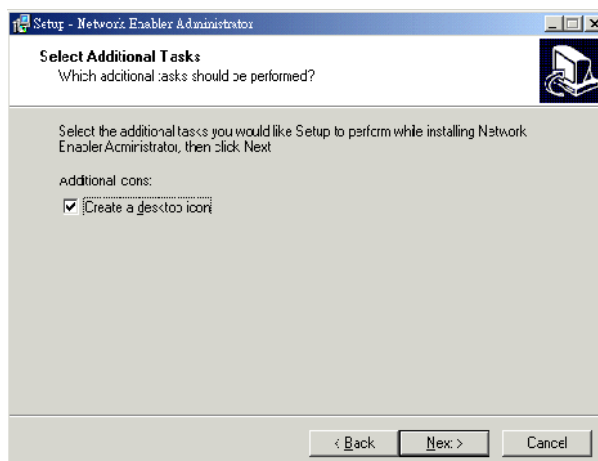 Setup - Network Enabler Administrator
Select Additional Tasks
Which additional tasks should be performed?
Select the additional tasks you would like Setup to perform while installing Network
Enabler Administrator, then click Next
Additional icons:
Create a desktop icon
< Back
Next >
Cancel